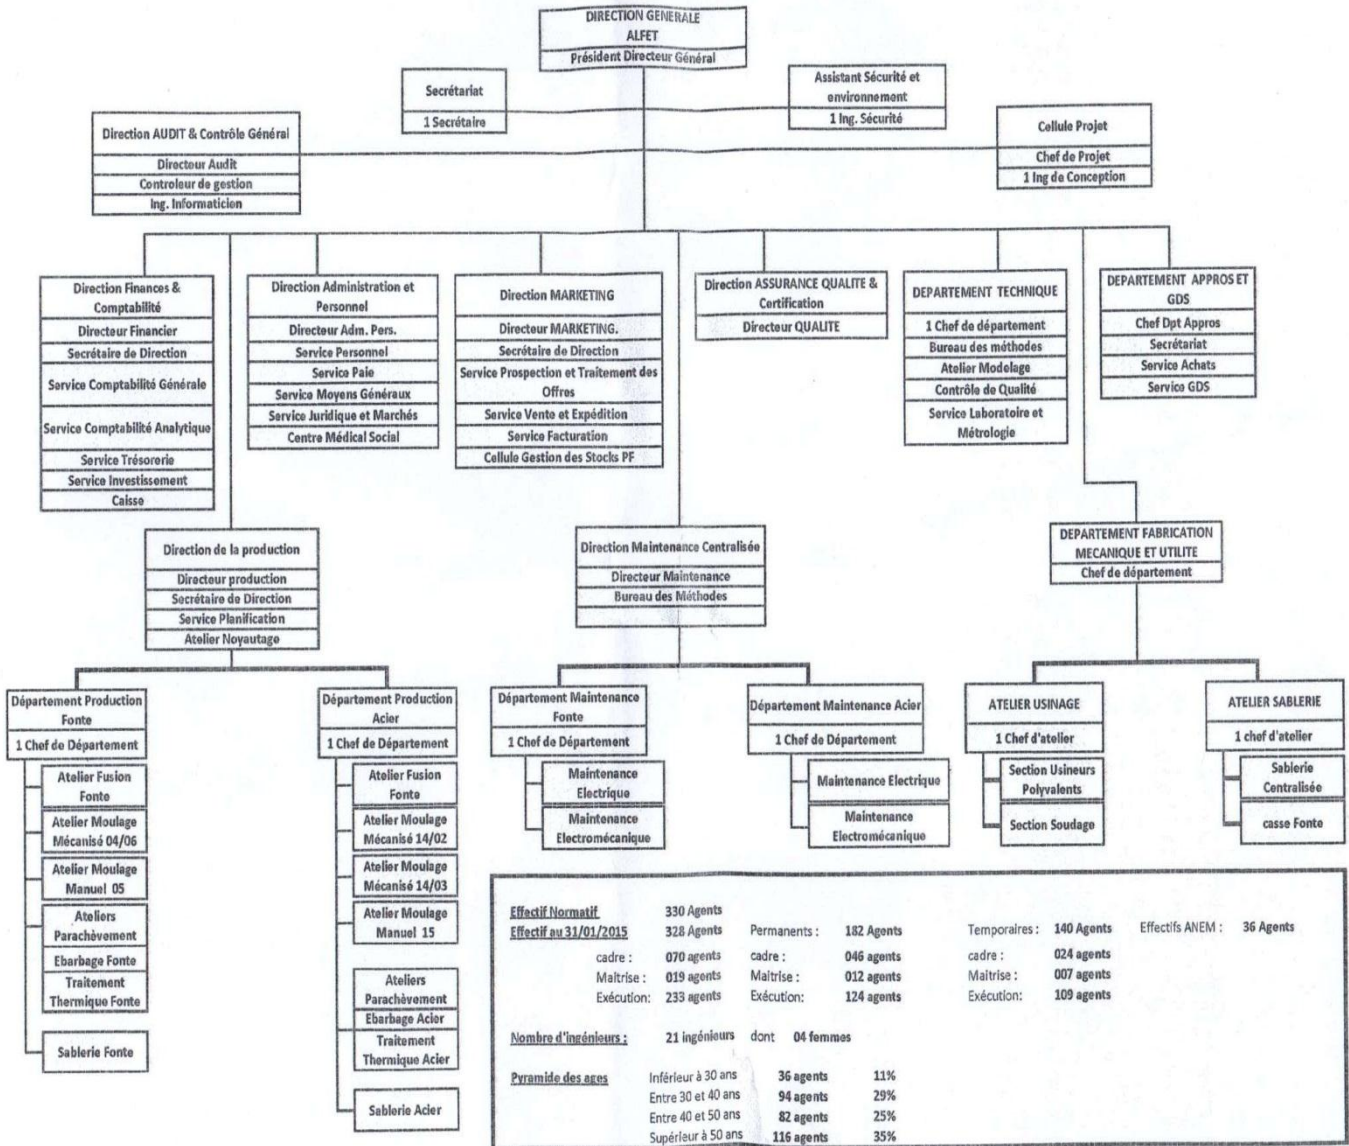 DIRECTION GENERALE
ALFET
Président Directeur Général
Secrétariat
1 Secrétaire
Assistant Sécurité et
environnement
1 Ing. Sécurité
Direction AUDIT & Contrôle Général
Directeur Audit
Controleur de gestion
Ing. Informaticien
Cellule Projet
Chef de Projet
1 Ing de Conception
Direction Finances &
Comptabilité
Directeur Financier
Secrétaire de Direction
Service Comptabilité Générale
Service Comptabilité Analytique
Service Trésorerie
Service Investissement
Caisse
Direction Administration et
Personnel
Directeur Adm. Pers.
Service Personnel
Service Paie
Service Moyens Généraux
Service Juridique et Marchés
Centre Médical Social
Direction MARKETING
Directeur MARKETING.
Secrétaire de Direction
Service Prospection et Traitement des
Offres
Service Vente et Expédition
Service Facturation
Cellule Gestion des Stocks PF
Direction ASSURANCE QUALITE &
Certification
Directeur QUALITE
DEPARTEMENT TECHNIQUE
1 Chef de département
Bureau des méthodes
Atelier Modelage
Contrôle de Qualité
Service Laboratoire et
Métrologie
DEPARTEMENT APPROS ET
GDS
Chef Dpt Appros
Secrétariat
Service Achats
Service GDS
Direction de la production
Directeur production
Secrétaire de Direction
Service Planification
Atelier Noyautage
Direction Maintenance Centralisée
Directeur Maintenance
Bureau des Méthodes
DEPARTEMENT FABRICATION
MECANIQUE ET UTILITE
Chef de département
Département Production
Fonte
1 Chef de Département
Atelier Fusion
Fonte
Atelier Moulage
Mécanisé 04/06
Atelier Moulage
Manuel 05
Ateliers
Parachèvement
Ebarbage Fonte
Traitement
Thermique Fonte
Sablerie Fonte
Département Production
Acier
1 Chef de Département
Atelier Fusion
Fonte
Atelier Moulage
Mécanisé 14/02
Atelier Moulage
Mécanisé 14/03
Atelier Moulage
Manuel 15
Ateliers
Parachèvement
Ebarbage Acier
Traitement
Thermique Acier
Sablerie Acier
Département Maintenance
Fonte
1 Chef de Département
Maintenance
Electrique
Maintenance
Electromécanique
Département Maintenance Acier
1 Chef de Département
Maintenance Electrique
Maintenance
Electromécanique
ATELIER USINAGE
1 Chef d'atelier
Section Usineurs
Polyvalents
Section Soudage
ATELIER SABLERIE
1 chef d'atelier
Sablerie
Centralisée
casse Fonte
Effectif Normatif 330 Agents
Effectif au 31/01/2015 328 Agents Permanents : 182 Agents Temporaires : 140 Agents Effectifs ANEM : 36 Agents
cadre : 070 agents cadre : 046 agents cadre : 024 agents
Maitrise : 019 agents Maitrise : 012 agents Maitrise : 007 agents
Exécution: 233 agents Exécution: 124 agents Exécution: 109 agents
Nombre d'ingénieurs : 21 ingénieurs dont 04 femmes
Pyramide des ages Inférieur à 30 ans 36 agents 11%
Entre 30 et 40 ans 94 agents 29%
Entre 40 et 50 ans 82 agents 25%
Supérieur à 50 ans 116 agents 35%